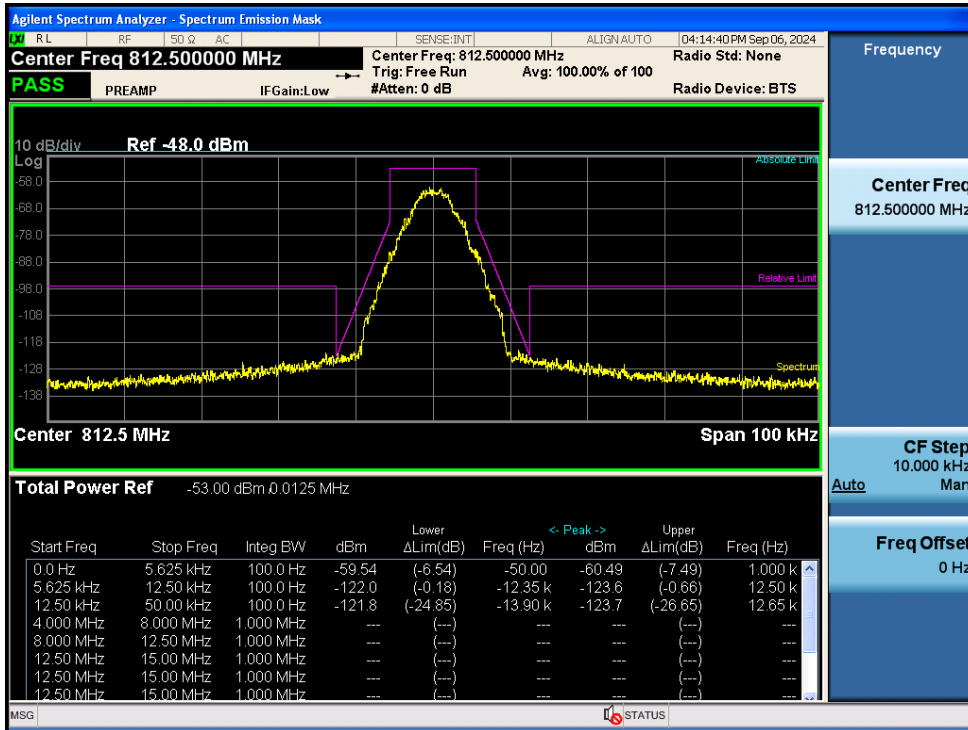 Agilent Spectrum Analyzer - Spectrum Emission Mask
LXI RL RF 50 Ω AC SENSE:INT ALIGN AUTO 04:14:40 PM Sep 06, 2024
Center Freq 812.500000 MHz
Center Freq: 812.500000 MHz
Radio Std: None
Trig: Free Run Avg: 100.00% of 100
PASS PREAMP IFGain:Low #Atten: 0 dB Radio Device: BTS
10 dB/div Ref -48.0 dBm
Log
Absolute Limit
-58.0
-68.0
-78.0
-88.0
Relative Limit
-98.0
-108
-118
-128
Spectrum
-138
Center 812.5 MHz Span 100 kHz
Total Power Ref -53.00 dBm / 0.0125 MHz
Lower <- Peak -> Upper
Start Freq Stop Freq Integ BW dBm ΔLim(dB) Freq (Hz) dBm ΔLim(dB) Freq (Hz)
0.0 Hz 5.625 kHz 100.0 Hz -59.54 (-6.54) -50.00 -60.49 (-7.49) 1.000 k
5.625 kHz 12.50 kHz 100.0 Hz -122.0 (-0.18) -12.35 k -123.6 (-0.66) 12.50 k
12.50 kHz 50.00 kHz 100.0 Hz -121.8 (-24.85) -13.90 k -123.7 (-26.65) 12.65 k
4.000 MHz 8.000 MHz 1.000 MHz --- (---) --- --- (---) ---
8.000 MHz 12.50 MHz 1.000 MHz --- (---) --- --- (---) ---
12.50 MHz 15.00 MHz 1.000 MHz --- (---) --- --- (---) ---
12.50 MHz 15.00 MHz 1.000 MHz --- (---) --- --- (---) ---
12.50 MHz 15.00 MHz 1.000 MHz --- (---) --- --- (---) ---
MSG STATUS
Frequency
Center Freq
812.500000 MHz
CF Step
10.000 kHz
Auto Man
Freq Offset
0 Hz